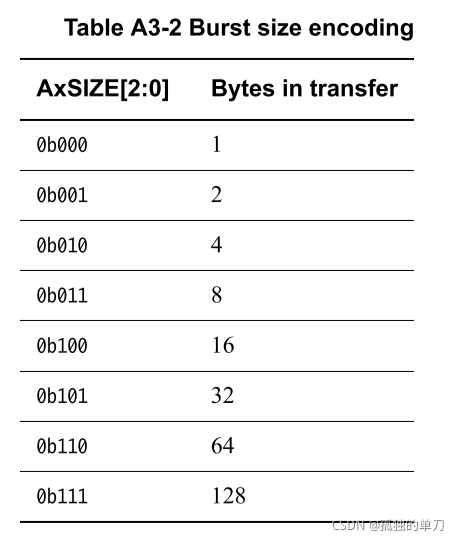 Table A3-2 Burst size encoding
AxSIZE[2:0] Bytes in transfer
0b000 1
0b001 2
0b010 4
0b011 8
0b100 16
0b101 32
0b110 64
0b111 128
CSDN @孤独的单刀